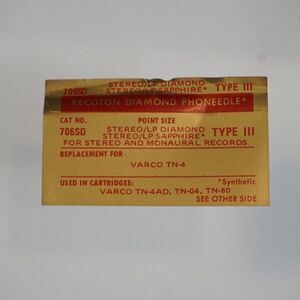 STEREO/LP DIAMOND
706SD STEREO/LP SAPPHIRE* TYPE III
RECOTON DIAMOND PHONEEDLE*
CAT NO. POINT SIZE
STEREO/LP DIAMOND
706SD STEREO/LP SAPPHIRE* TYPE III
FOR STEREO AND MONAURAL RECORDS
REPLACEMENT FOR
VARCO TN-4
USED IN CARTRIDGES: *Synthetic
VARCO TN-4AD, TN-04, TN-80
SEE OTHER SIDE